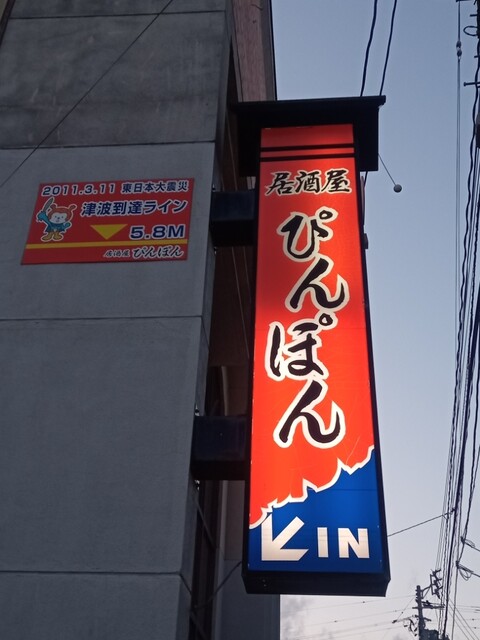 2011.3.11 東日本大震災
津波到達ライン
5.8M
居酒屋 ぴんぽん
居酒屋
ぴんぽん
IN